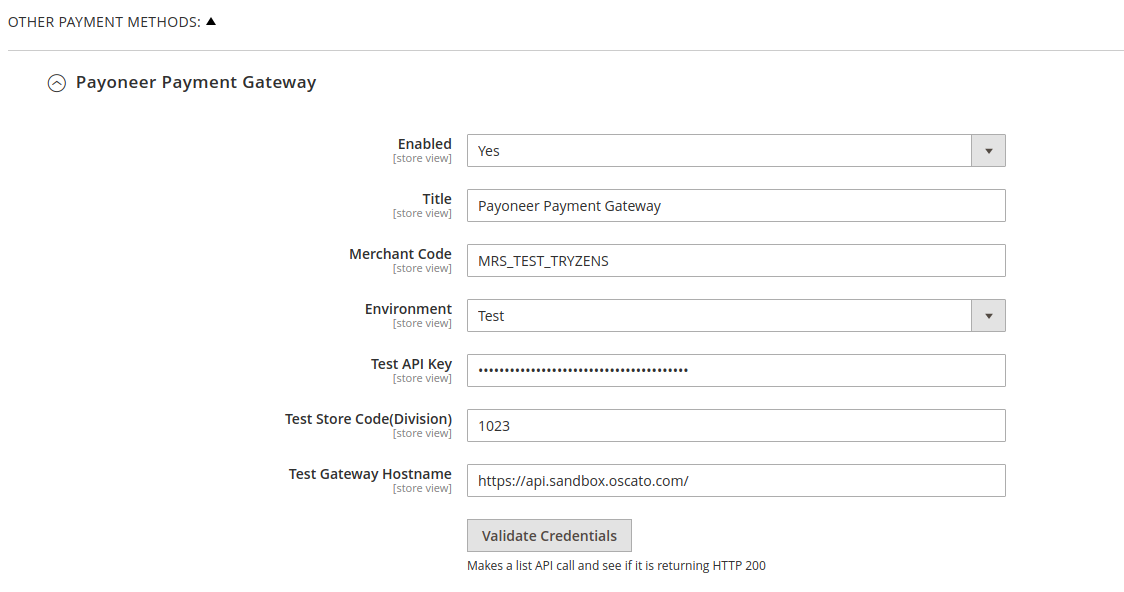 OTHER PAYMENT METHODS:
Payoneer Payment Gateway
Enabled
[store view]
Yes
Title
[store view]
Payoneer Payment Gateway
Merchant Code
[store view]
MRS_TEST_TRYZENS
Environment
[store view]
Test
Test API Key
[store view]
••••••••••••••••••••••••••••••••••••••••
Test Store Code(Division)
[store view]
1023
Test Gateway Hostname
[store view]
https://api.sandbox.oscato.com/
Validate Credentials
Makes a list API call and see if it is returning HTTP 200